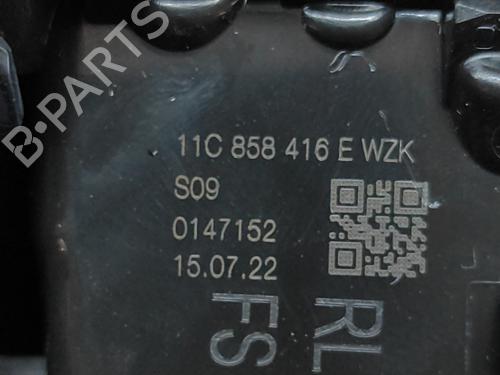 B-PARTS
11C 858 416 E WZK
S09
0147152
15.07.22
RL
FS